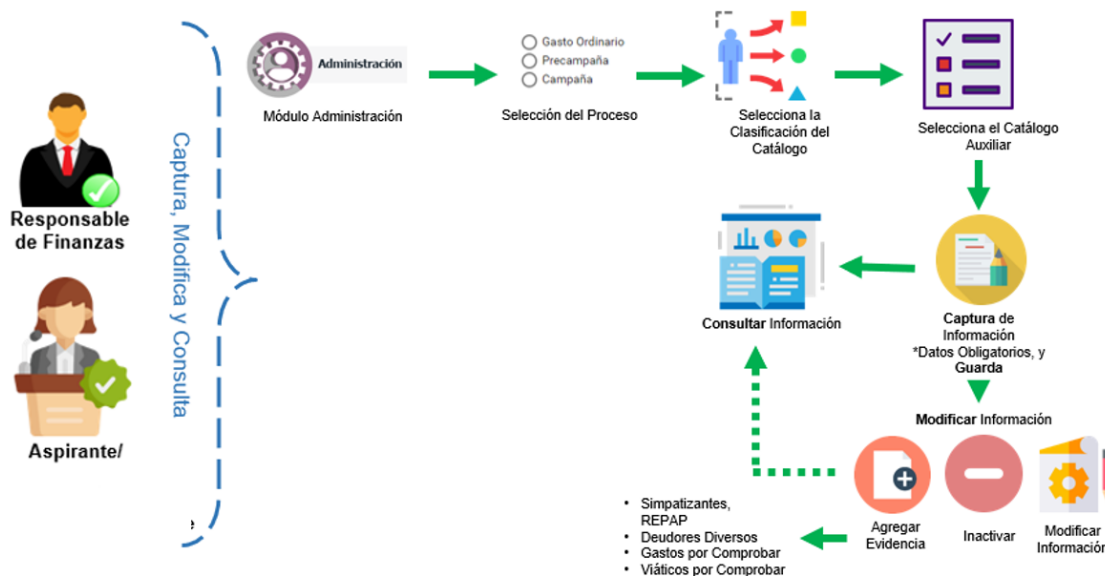 Responsable
de Finanzas
Aspirante/
e
Captura, Modifica y Consulta
Administración
Módulo Administración
Gasto Ordinario
Precampaña
Campaña
Selección del Proceso
Selecciona la
Clasificación del
Catálogo
Selecciona el Catálogo
Auxiliar
Captura de
Información
*Datos Obligatorios, y
Guarda
Consultar Información
Modificar Información
Agregar
Evidencia
Inactivar
Modificar
Información
• Simpatizantes,
REPAP
• Deudores Diversos
• Gastos por Comprobar
• Viáticos por Comprobar